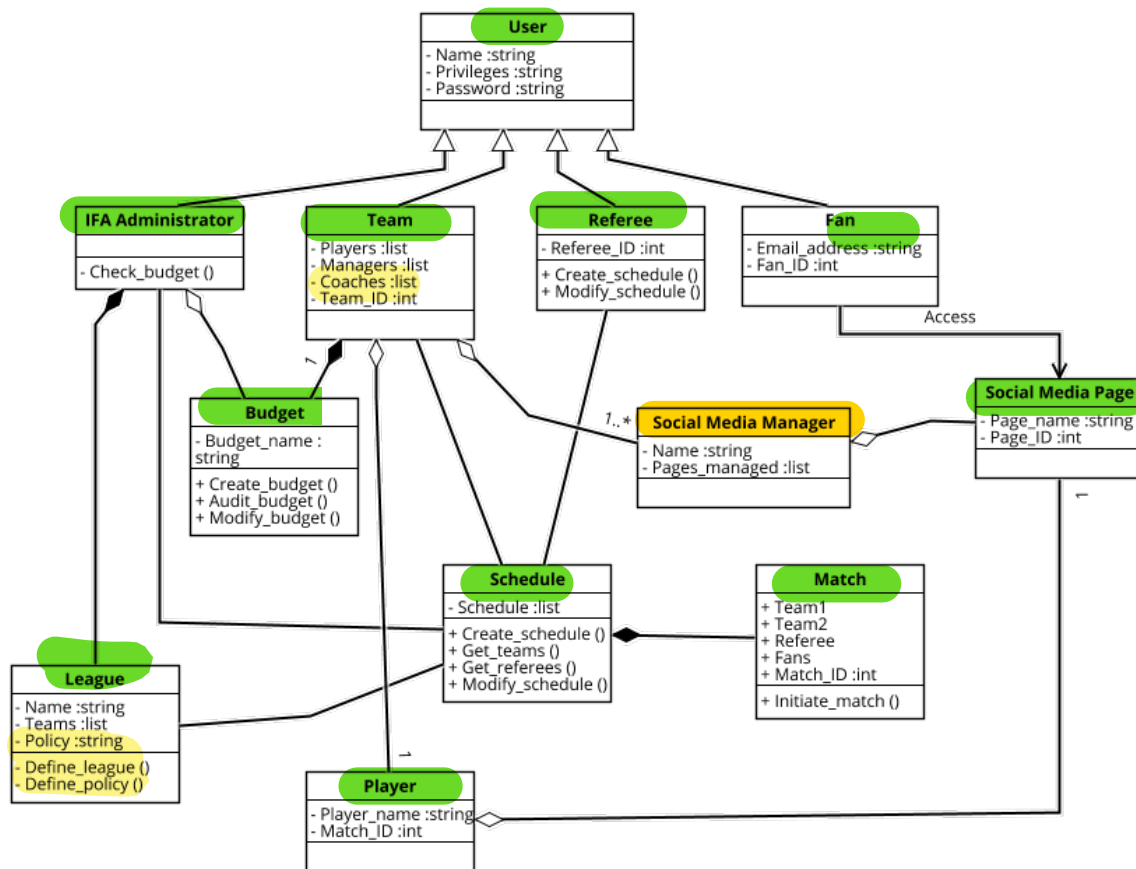 User
- Name :string
- Privileges :string
- Password :string
IFA Administrator
- Check_budget ()
Team
- Players :list
- Managers :list
- Coaches :list
- Team_ID :int
Referee
- Referee_ID :int
+ Create_schedule ()
+ Modify_schedule ()
Fan
- Email_address :string
- Fan_ID :int
Access
1
Budget
- Budget_name :
string
+ Create_budget ()
+ Audit_budget ()
+ Modify_budget ()
1..*
Social Media Manager
- Name :string
- Pages_managed :list
Social Media Page
- Page_name :string
- Page_ID :int
1
Schedule
- Schedule :list
+ Create_schedule ()
+ Get_teams ()
+ Get_referees ()
+ Modify_schedule ()
Match
+ Team1
+ Team2
+ Referee
+ Fans
+ Match_ID :int
+ Initiate_match ()
League
- Name :string
- Teams :list
- Policy :string
- Define_league ()
- Define_policy ()
1
Player
- Player_name :string
- Match_ID :int